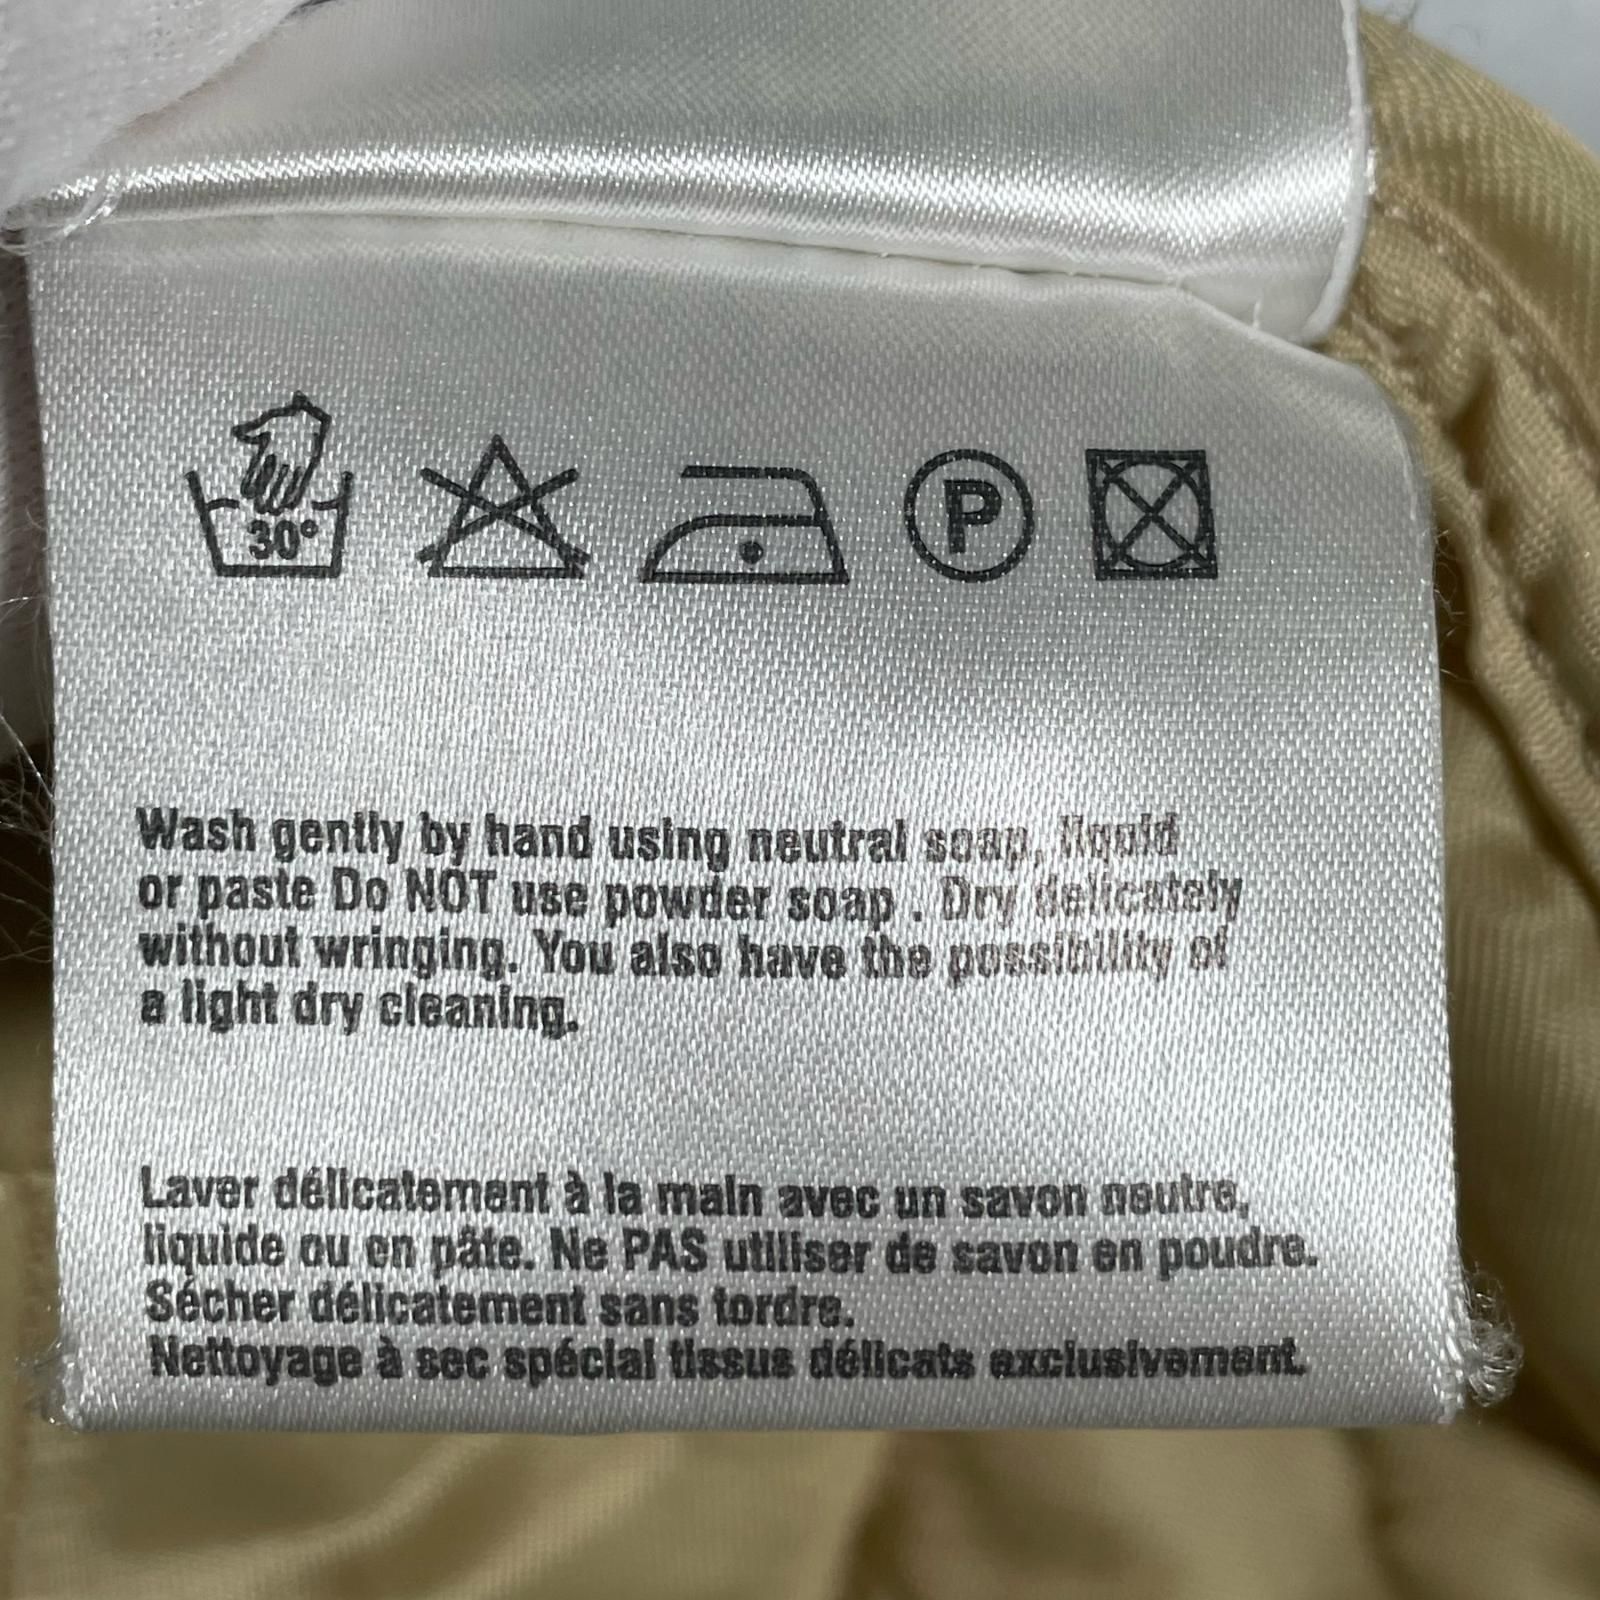 30°
P
Wash gently by hand using neutral soap, liquid
or paste Do NOT use powder soap . Dry delicately
without wringing. You also have the possibility of
a light dry cleaning.
Laver délicatement à la main avec un savon neutre,
liquide ou en pâte. Ne PAS utiliser de savon en poudre.
Sécher délicatement sans tordre.
Nettoyage à sec spécial tissus délicats exclusivement.